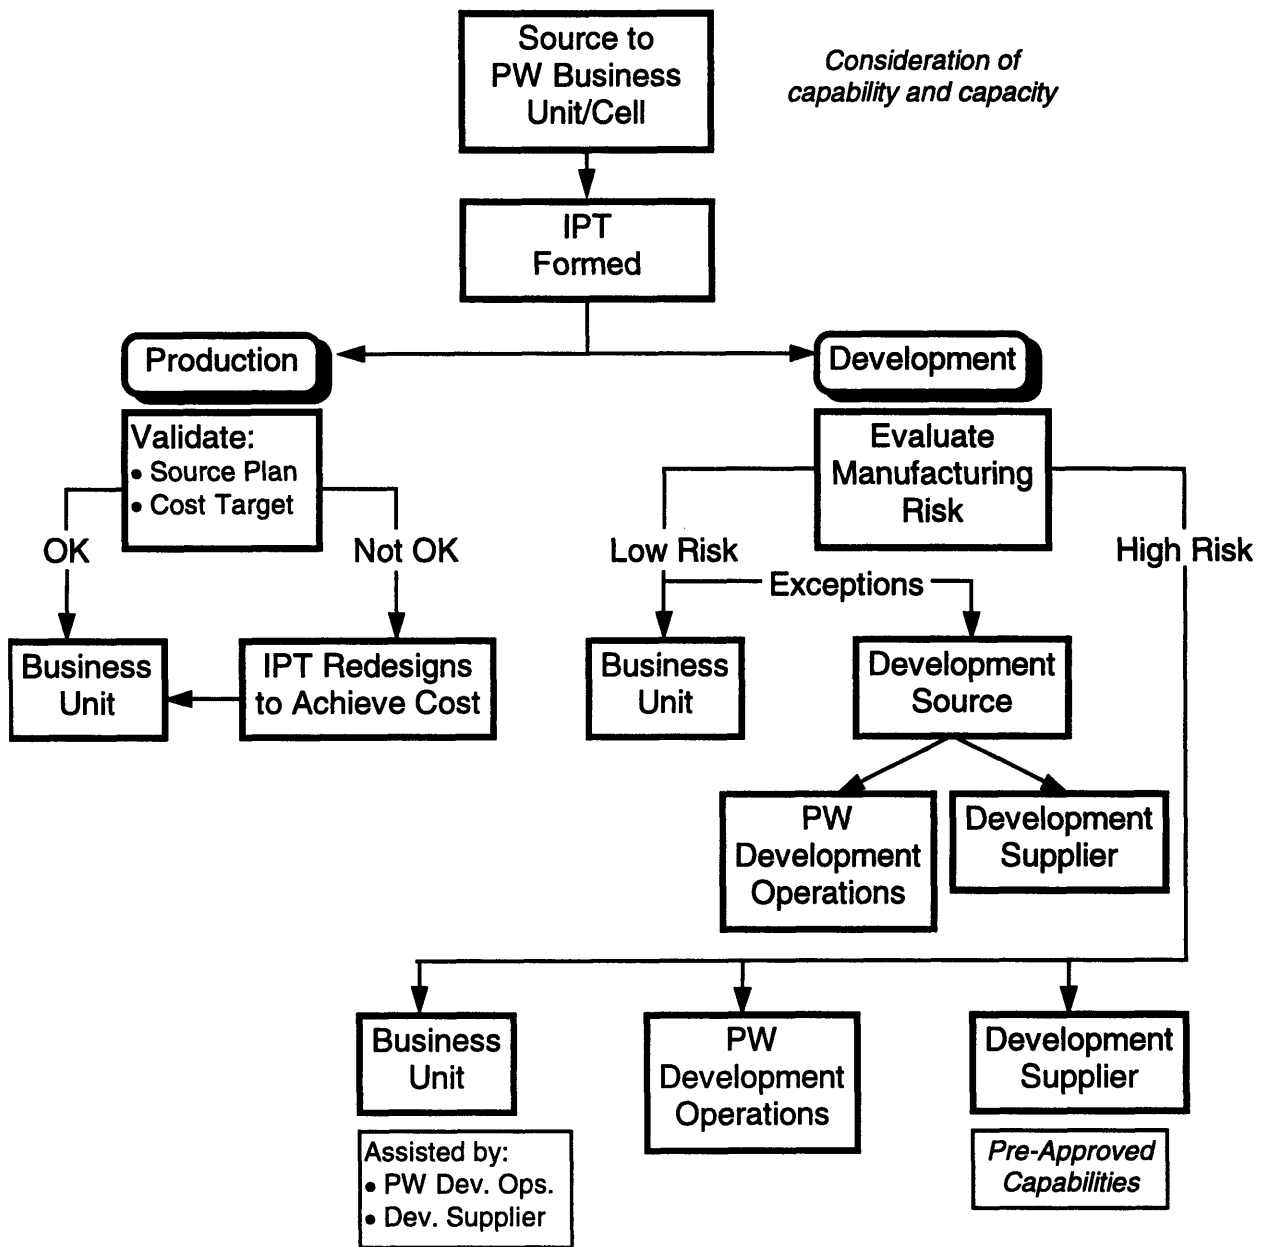 Source to
PW Business
Unit/Cell
Consideration of
capability and capacity
IPT
Formed
Production
Development
Validate:
• Source Plan
• Cost Target
Evaluate
Manufacturing
Risk
OK
Not OK
Low Risk
High Risk
Exceptions
Business
Unit
IPT Redesigns
to Achieve Cost
Business
Unit
Development
Source
PW
Development
Operations
Development
Supplier
Business
Unit
PW
Development
Operations
Development
Supplier
Assisted by:
• PW Dev. Ops.
• Dev. Supplier
Pre-Approved
Capabilities